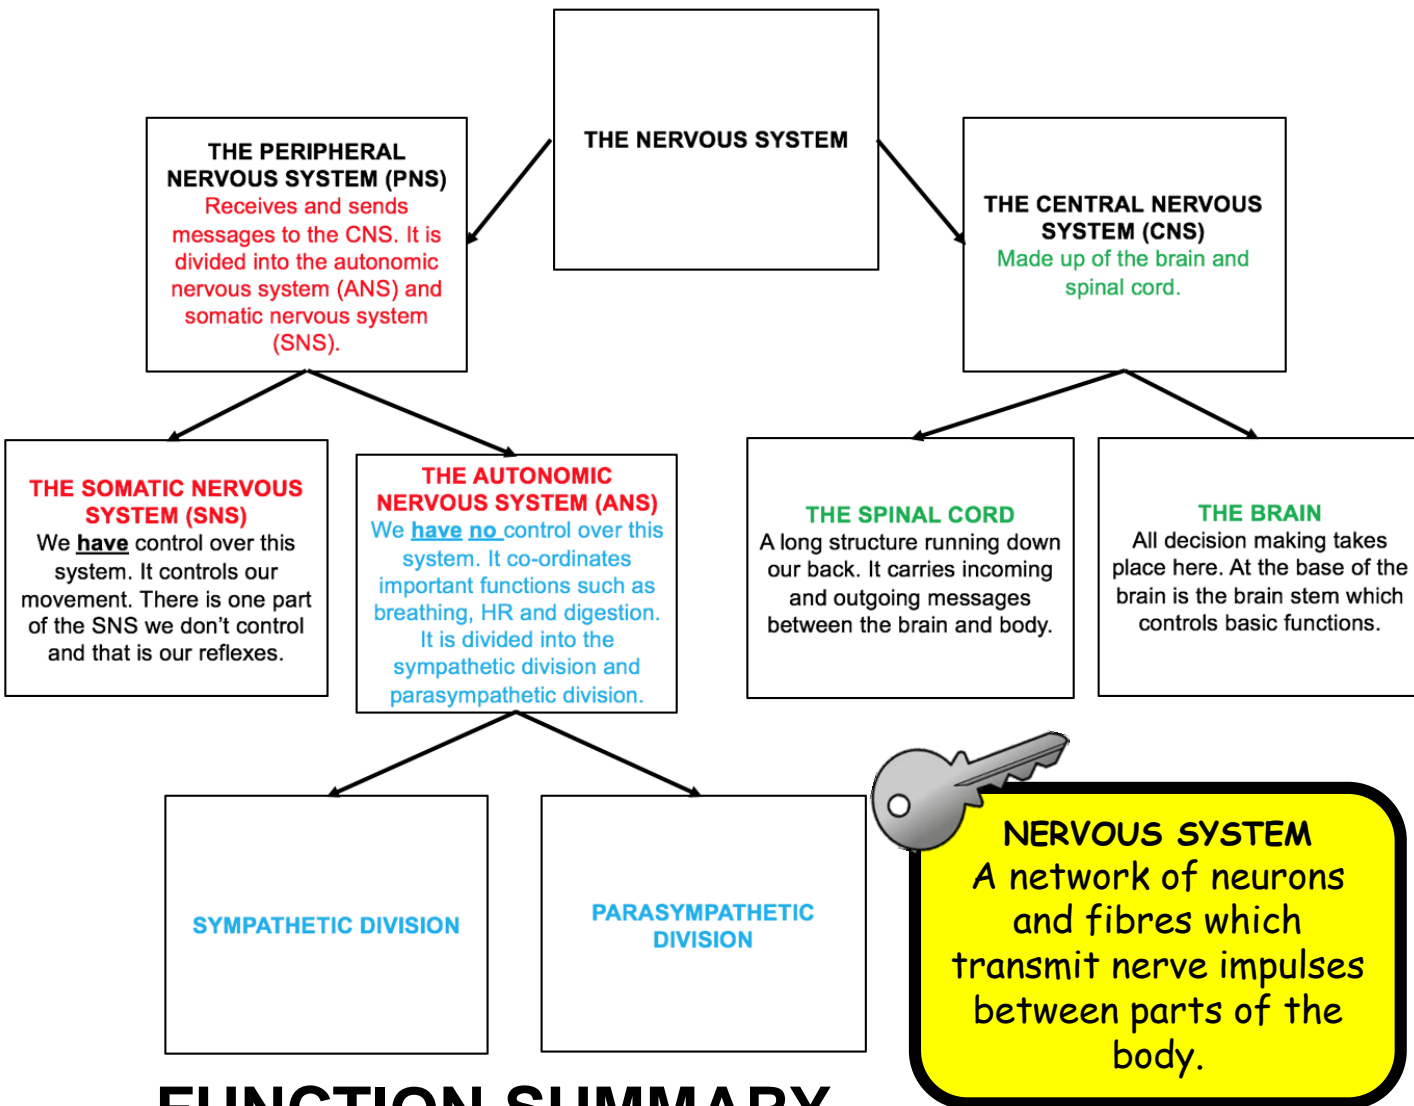 THE NERVOUS SYSTEM
THE PERIPHERAL
NERVOUS SYSTEM (PNS)
Receives and sends
messages to the CNS. It is
divided into the autonomic
nervous system (ANS) and
somatic nervous system
(SNS).
THE CENTRAL NERVOUS
SYSTEM (CNS)
Made up of the brain and
spinal cord.
THE SOMATIC NERVOUS
SYSTEM (SNS)
We have control over this
system. It controls our
movement. There is one part
of the SNS we don't control
and that is our reflexes.
THE AUTONOMIC
NERVOUS SYSTEM (ANS)
We have no control over this
system. It co-ordinates
important functions such as
breathing, HR and digestion.
It is divided into the
sympathetic division and
parasympathetic division.
THE SPINAL CORD
A long structure running down
our back. It carries incoming
and outgoing messages
between the brain and body.
THE BRAIN
All decision making takes
place here. At the base of the
brain is the brain stem which
controls basic functions.
SYMPATHETIC DIVISION
PARASYMPATHETIC
DIVISION
NERVOUS SYSTEM
A network of neurons
and fibres which
transmit nerve impulses
between parts of the
body.
FUNCTION SUMMARY